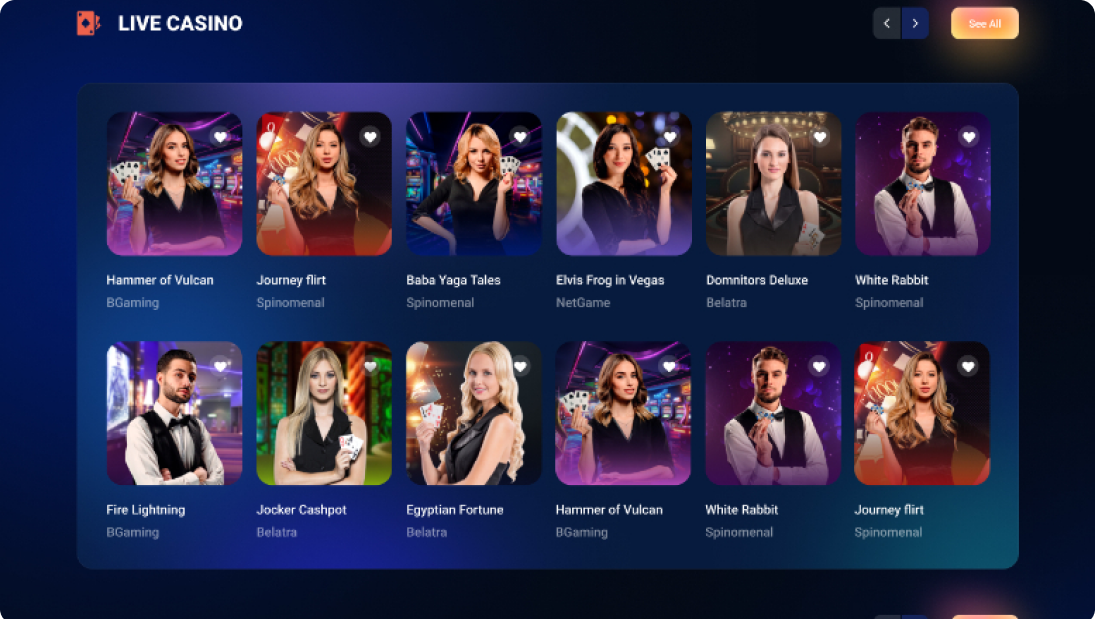 LIVE CASINO
See All
Hammer of Vulcan
BGaming
Journey flirt
Spinomenal
Baba Yaga Tales
Spinomenal
Elvis Frog in Vegas
NetGame
Domnitors Deluxe
Belatra
White Rabbit
Spinomenal
Fire Lightning
BGaming
Jocker Cashpot
Belatra
Egyptian Fortune
Belatra
Hammer of Vulcan
BGaming
White Rabbit
Spinomenal
Journey flirt
Spinomenal